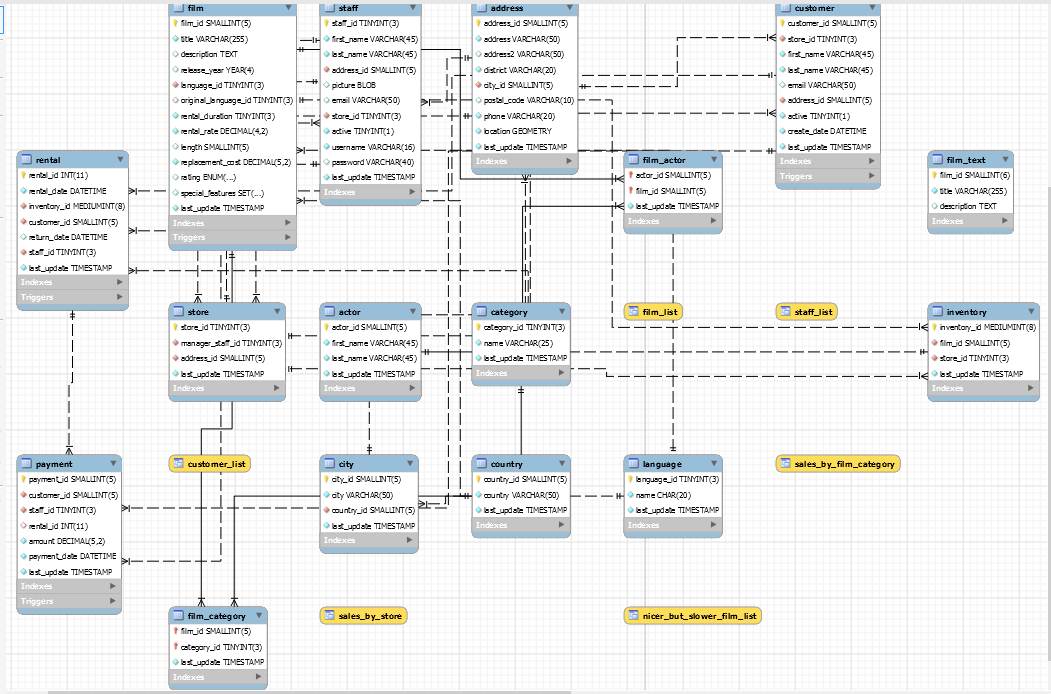 film
film_id SMALLINT(5)
title VARCHAR(255)
description TEXT
release_year YEAR(4)
language_id TINYINT(3)
original_language_id TINYINT(3)
rental_duration TINYINT(3)
rental_rate DECIMAL(4,2)
length SMALLINT(5)
replacement_cost DECIMAL(5,2)
rating ENUM(...)
special_features SET(...)
last_update TIMESTAMP
Indexes
Triggers
staff
staff_id TINYINT(3)
first_name VARCHAR(45)
last_name VARCHAR(45)
address_id SMALLINT(5)
picture BLOB
email VARCHAR(50)
store_id TINYINT(3)
active TINYINT(1)
username VARCHAR(16)
password VARCHAR(40)
last_update TIMESTAMP
Indexes
address
address_id SMALLINT(5)
address VARCHAR(50)
address2 VARCHAR(50)
district VARCHAR(20)
city_id SMALLINT(5)
postal_code VARCHAR(10)
phone VARCHAR(20)
location GEOMETRY
last_update TIMESTAMP
Indexes
customer
customer_id SMALLINT(5)
store_id TINYINT(3)
first_name VARCHAR(45)
last_name VARCHAR(45)
email VARCHAR(50)
address_id SMALLINT(5)
active TINYINT(1)
create_date DATETIME
last_update TIMESTAMP
Indexes
Triggers
rental
rental_id INT(11)
rental_date DATETIME
inventory_id MEDIUMINT(8)
customer_id SMALLINT(5)
return_date DATETIME
staff_id TINYINT(3)
last_update TIMESTAMP
Indexes
Triggers
film_actor
actor_id SMALLINT(5)
film_id SMALLINT(5)
last_update TIMESTAMP
Indexes
film_text
film_id SMALLINT(6)
title VARCHAR(255)
description TEXT
Indexes
store
store_id TINYINT(3)
manager_staff_id TINYINT(3)
address_id SMALLINT(5)
last_update TIMESTAMP
Indexes
actor
actor_id SMALLINT(5)
first_name VARCHAR(45)
last_name VARCHAR(45)
last_update TIMESTAMP
Indexes
category
category_id TINYINT(3)
name VARCHAR(25)
last_update TIMESTAMP
Indexes
film_list
staff_list
inventory
inventory_id MEDIUMINT(8)
film_id SMALLINT(5)
store_id TINYINT(3)
last_update TIMESTAMP
Indexes
payment
payment_id SMALLINT(5)
customer_id SMALLINT(5)
staff_id TINYINT(3)
rental_id INT(11)
amount DECIMAL(5,2)
payment_date DATETIME
last_update TIMESTAMP
Indexes
Triggers
customer_list
city
city_id SMALLINT(5)
city VARCHAR(50)
country_id SMALLINT(5)
last_update TIMESTAMP
Indexes
country
country_id SMALLINT(5)
country VARCHAR(50)
last_update TIMESTAMP
Indexes
language
language_id TINYINT(3)
name CHAR(20)
last_update TIMESTAMP
Indexes
sales_by_film_category
film_category
film_id SMALLINT(5)
category_id TINYINT(3)
last_update TIMESTAMP
Indexes
sales_by_store
nicer_but_slower_film_list